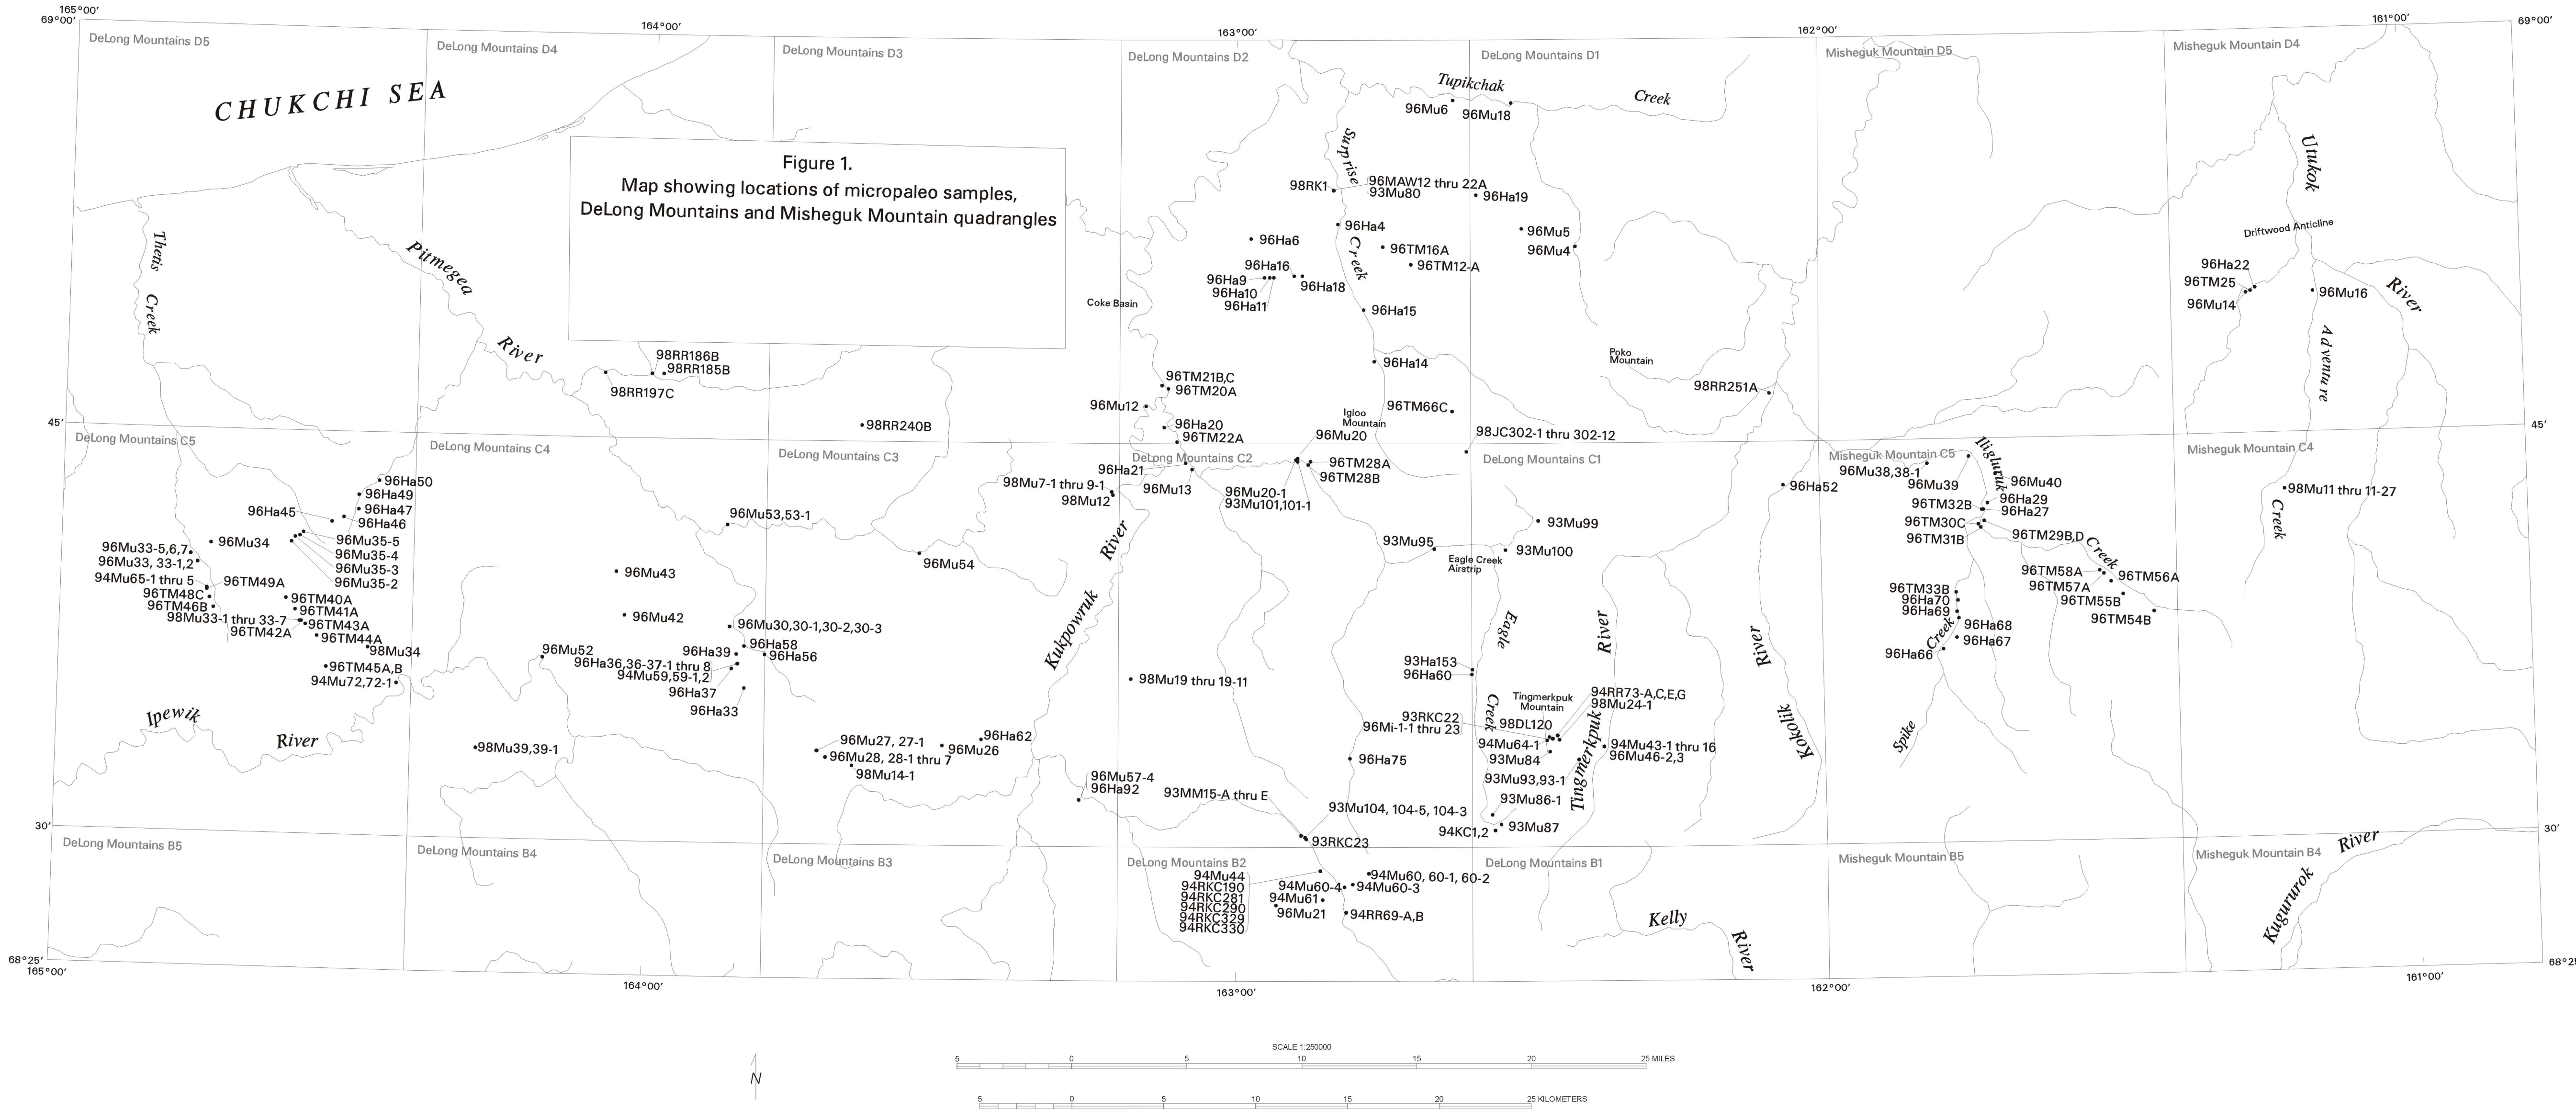 165°00′
69°00′
164°00′
163°00′
162°00′
161°00′
69°00′
DeLong Mountains D5
DeLong Mountains D4
DeLong Mountains D3
DeLong Mountains D2
DeLong Mountains D1
Misheguk Mountain D5
Misheguk Mountain D4
CHUKCHI SEA
Figure 1.
Map showing locations of micropaleo samples,
DeLong Mountains and Misheguk Mountain quadrangles
Tupikchak
Creek
96Mu6
96Mu18
Surprise
Creek
98RK1
96MAW12 thru 22A
93Mu80
96Ha19
96Ha4
96Mu5
96Mu4
96Ha6
96TM16A
96TM12-A
96Ha16
96Ha9
96Ha10
96Ha11
96Ha18
96Ha15
Coke Basin
96Ha14
Utukok
River
Driftwood Anticline
96Ha22
96TM25
96Mu14
96Mu16
Adventure
Creek
Thetis
Creek
Pitmegea
River
98RR186B
98RR185B
98RR197C
98RR240B
96TM21B,C
96TM20A
96Mu12
96Ha20
96TM22A
Poko
Mountain
98RR251A
96TM66C
Igloo
Mountain
96Mu20
98JC302-1 thru 302-12
45′
45′
DeLong Mountains C5
DeLong Mountains C4
DeLong Mountains C3
DeLong Mountains C2
DeLong Mountains C1
Misheguk Mountain C5
Misheguk Mountain C4
96Ha50
96Ha49
96Ha47
96Ha45
96Ha46
96Mu34
96Mu35-5
96Mu35-4
96Mu35-3
96Mu35-2
96Mu33-5,6,7
96Mu33, 33-1,2
94Mu65-1 thru 5
96TM49A
96TM48C
96TM46B
96TM40A
96TM41A
98Mu33-1 thru 33-7
96TM43A
96TM42A
96TM44A
98Mu34
96TM45A,B
94Mu72,72-1
Ipewik
River
96Mu53,53-1
96Mu54
96Mu43
96Mu42
96Mu30,30-1,30-2,30-3
96Mu52
96Ha58
96Ha39
96Ha56
96Ha36,36-37-1 thru 8
94Mu59,59-1,2
96Ha37
96Ha33
98Mu39,39-1
96Mu27, 27-1
96Mu28, 28-1 thru 7
98Mu14-1
96Mu26
96Ha62
96Ha21
98Mu7-1 thru 9-1
98Mu12
96Mu13
96TM28A
96TM28B
96Mu20-1
93Mu101,101-1
Kukpowruk
River
93Mu99
93Mu95
93Mu100
Eagle Creek
Airstrip
Eagle
Creek
98Mu19 thru 19-11
93Ha153
96Ha60
Tingmerkpuk
Mountain
94RR73-A,C,E,G
98Mu24-1
93RKC22
96Mi-1-1 thru 23
98DL120
94Mu64-1
93Mu84
94Mu43-1 thru 16
96Mu46-2,3
96Ha75
93Mu93,93-1
Tingmerkpuk
River
96Mu57-4
96Ha92
93MM15-A thru E
93Mu104, 104-5, 104-3
93Mu86-1
93Mu87
94KC1,2
93RKC23
Kokolik
River
96Ha52
96Mu38,38-1
96Mu39
Iligluruk
Creek
96Mu40
96Ha29
96TM32B
96Ha27
96TM30C
96TM31B
96TM29B,D
96TM58A
96TM56A
96TM57A
96TM55B
96TM54B
96TM33B
96Ha70
96Ha69
96Ha68
96Ha67
96Ha66
Spike
Creek
98Mu11 thru 11-27
30′
30′
DeLong Mountains B5
DeLong Mountains B4
DeLong Mountains B3
DeLong Mountains B2
DeLong Mountains B1
Misheguk Mountain B5
Misheguk Mountain B4
94Mu44
94RKC190
94RKC281
94RKC290
94RKC329
94RKC330
94Mu60, 60-1, 60-2
94Mu60-4
94Mu60-3
94Mu61
96Mu21
94RR69-A,B
Kelly
River
Kugururok
River
68°25′
165°00′
164°00′
163°00′
162°00′
161°00′
68°2
SCALE 1:250000
5 0 5 10 15 20 25 MILES
N
5 0 5 10 15 20 25 KILOMETERS